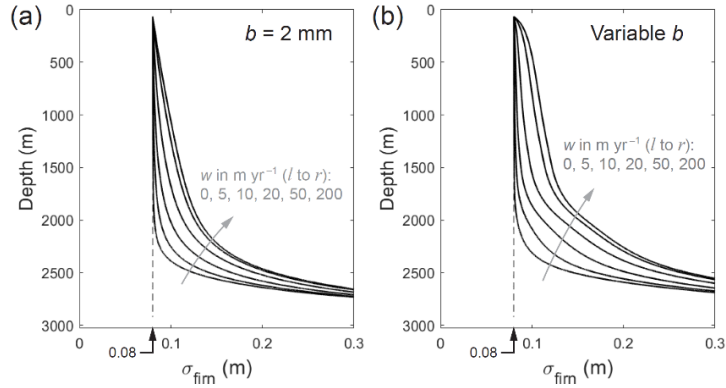 (a)
b = 2 mm
0
500
1000
1500
2000
2500
3000
Depth (m)
w in m yr⁻¹ (l to r):
0, 5, 10, 20, 50, 200
0
0.1
0.2
0.3
0.08
σfirn (m)
(b)
Variable b
0
500
1000
1500
2000
2500
3000
Depth (m)
w in m yr⁻¹ (l to r):
0, 5, 10, 20, 50, 200
0
0.1
0.2
0.3
0.08
σfirn (m)